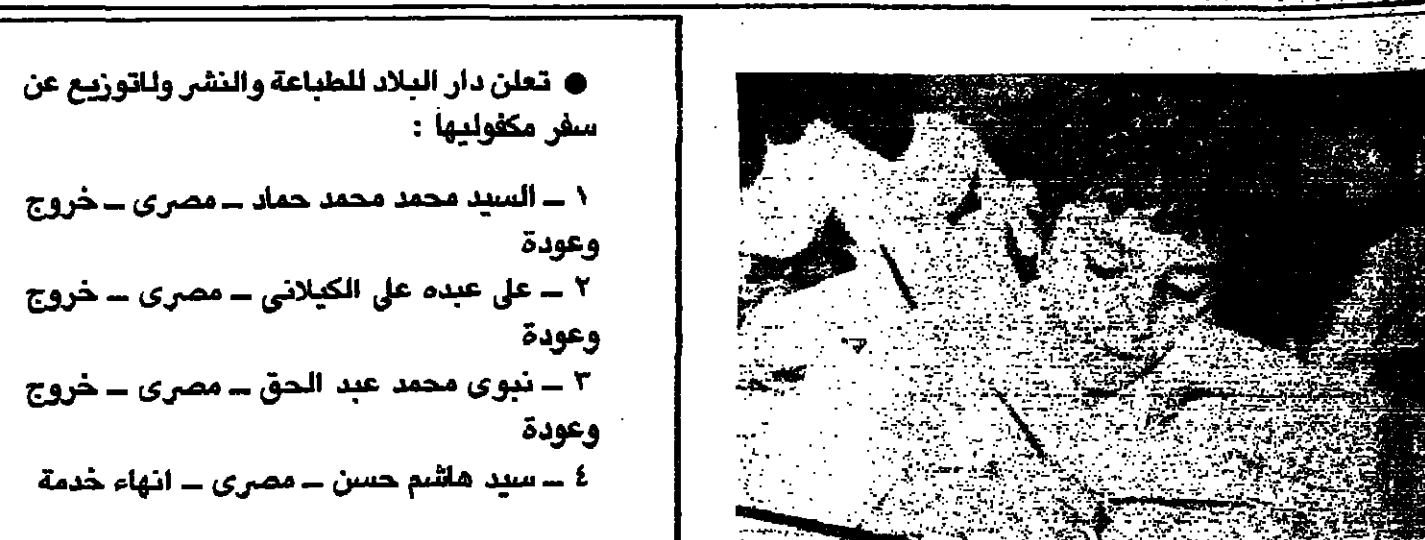 ● تعلن دار البلاد للطباعة والنشر ولاتوزيع عن
سفر مكفوليها :
١ ــ السيد محمد محمد حماد ــ مصرى ــ خروج
وعودة
٢ ــ على عبده على الكيلانى ــ مصرى ــ خروج
وعودة
٣ ــ نبوى محمد عبد الحق ــ مصرى ــ خروج
وعودة
٤ ــ سيد هاشم حسن ــ مصرى ــ انهاء خدمة